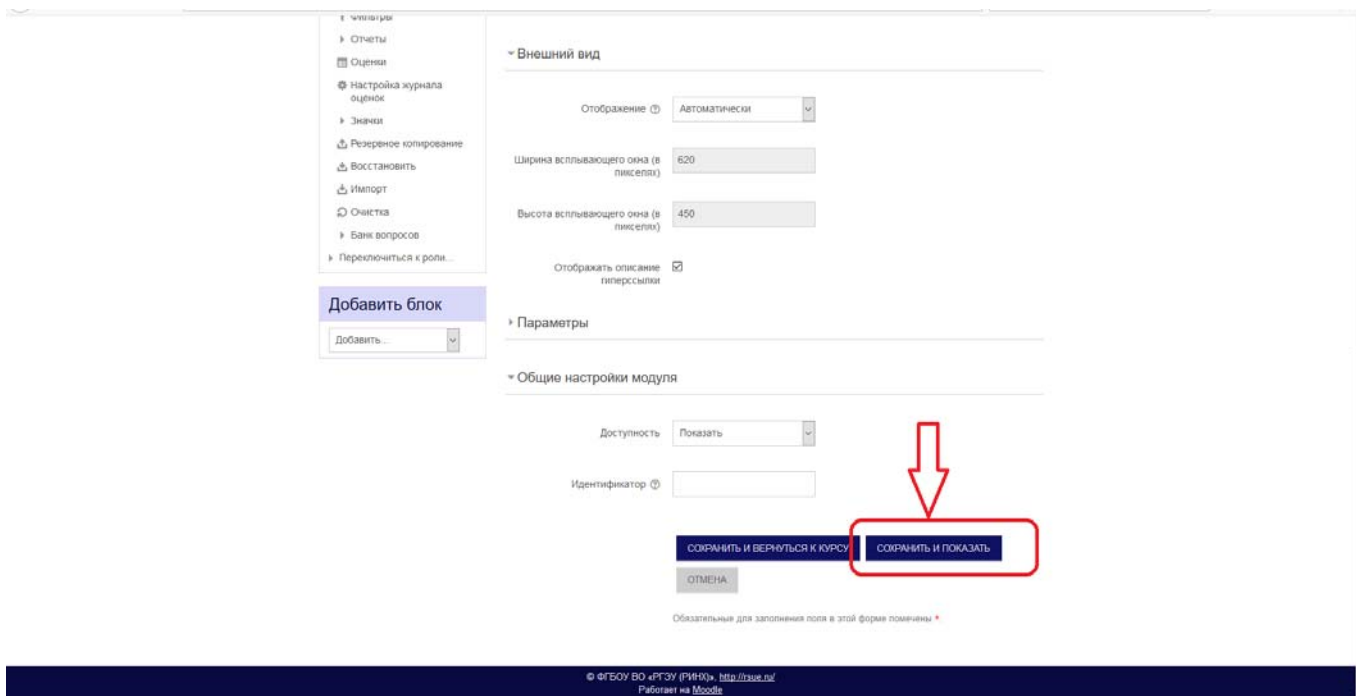 Фильтры
Отчеты
Оценки
Настройка журнала
оценок
Значки
Резервное копирование
Восстановить
Импорт
Очистка
Банк вопросов
Переключиться к роли...
Добавить блок
Добавить...
Внешний вид
Отображение
Автоматически
Ширина всплывающего окна (в
пикселях)
620
Высота всплывающего окна (в
пикселях)
450
Отображать описание
гиперссылки
Параметры
Общие настройки модуля
Доступность
Показать
Идентификатор
СОХРАНИТЬ И ВЕРНУТЬСЯ К КУРСУ
СОХРАНИТЬ И ПОКАЗАТЬ
ОТМЕНА
Обязательные для заполнения поля в этой форме помечены *
© ФГБОУ ВО «РГЭУ (РИНХ)», http://rsue.ru/
Работает на Moodle